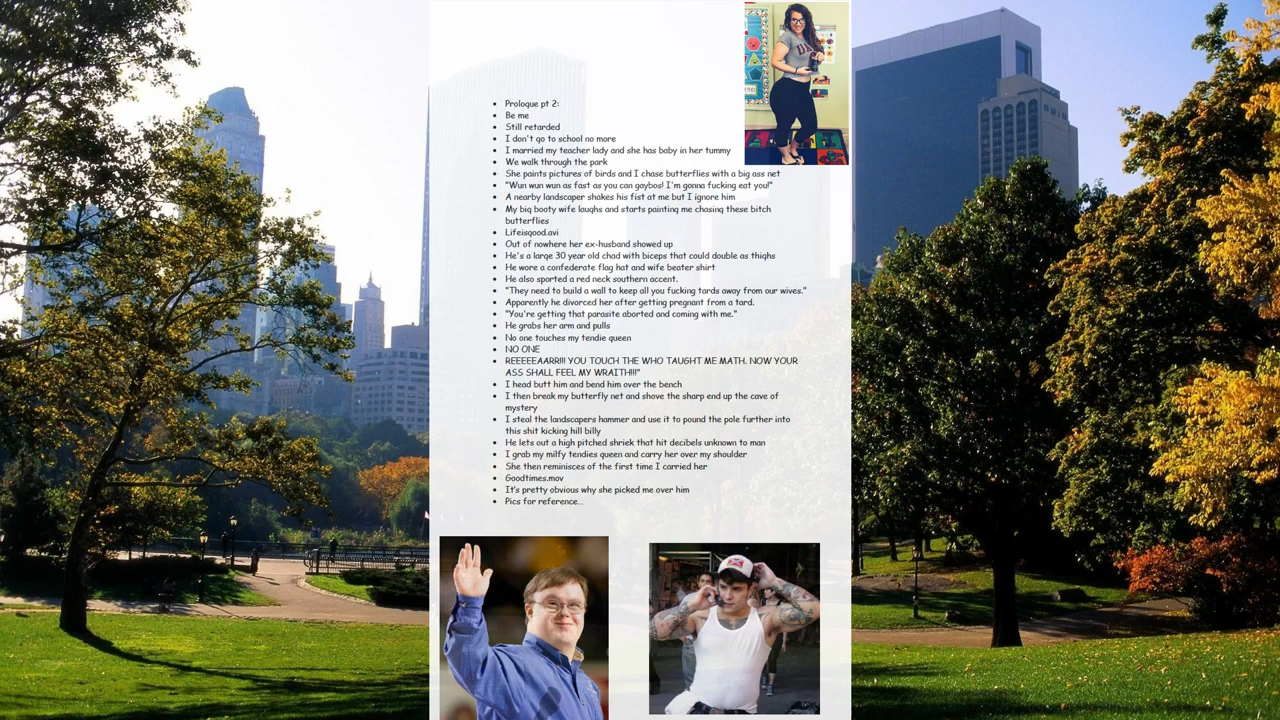 Prologue pt 2:
Be me
Still retarded
I don't go to school no more
I married my teacher lady and she has baby in her tummy
We walk through the park
She paints pictures of birds and I chase butterflies with a big ass net
"Wun wun wun as fast as you can gaybos! I'm gonna fucking eat you!"
A nearby landscaper shakes his fist at me but I ignore him
My big booty wife laughs and starts painting me chasing these bitch
butterflies
Lifeisgood.avi
Out of nowhere her ex-husband showed up
He's a large 30 year old chad with biceps that could double as thighs
He wore a confederate flag hat and wife beater shirt
He also sported a red neck southern accent.
"They need to build a wall to keep all you fucking tards away from our wives."
Apparently he divorced her after getting pregnant from a tard.
"You're getting that parasite aborted and coming with me."
He grabs her arm and pulls
No one touches my tendie queen
NO ONE
REEEEEAARR!!! YOU TOUCH THE WHO TAUGHT ME MATH. NOW YOUR
ASS SHALL FEEL MY WRAITH!!!"
I head butt him and bend him over the bench
I then break my butterfly net and shove the sharp end up the cave of
mystery
I steal the landscapers hammer and use it to pound the pole further into
this shit kicking hill billy
He lets out a high pitched shriek that hit decibels unknown to man
I grab my milfy tendies queen and carry her over my shoulder
She then reminisces of the first time I carried her
Goodtimes.mov
It's pretty obvious why she picked me over him
Pics for reference...